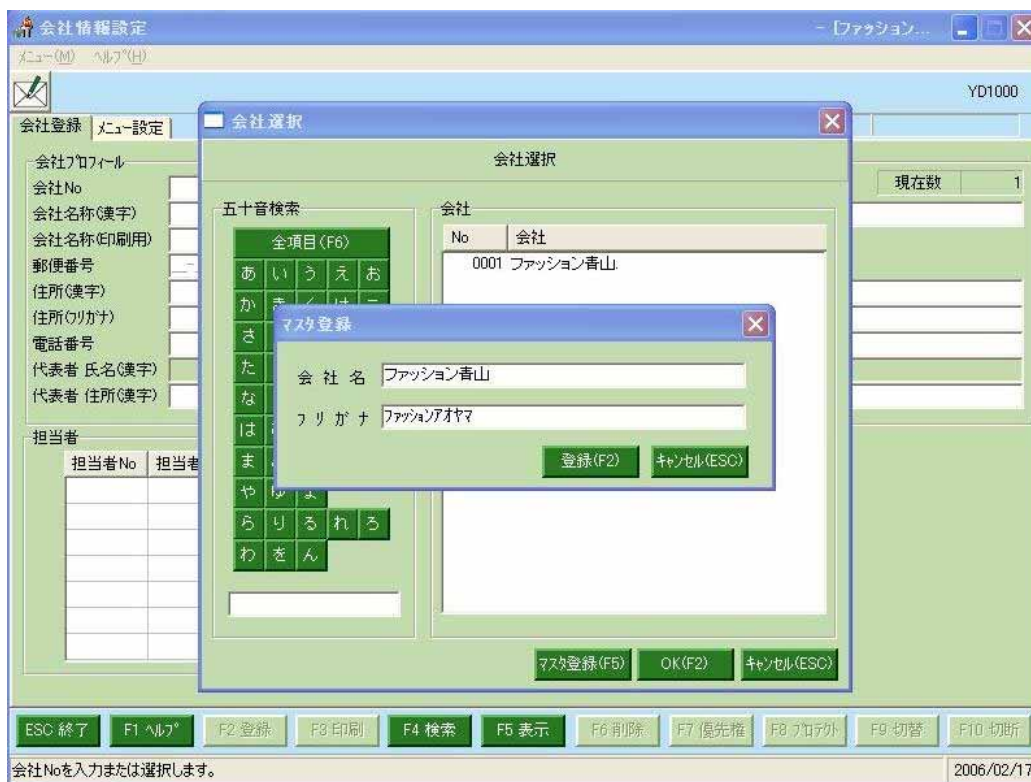 会社情報設定 - [ファッション...
メニュー(M) ヘルプ(H)
YD1000
会社登録 メニュー設定
会社選択
会社選択
会社プロフィール
会社No
会社名称(漢字)
会社名称(印刷用)
郵便番号
住所(漢字)
住所(フリガナ)
電話番号
代表者 氏名(漢字)
代表者 住所(漢字)
現在数 1
五十音検索
全項目(F6)
あ い う え お
か き く け こ
さ
た
な
は
ま
や ゆ よ
ら り る れ ろ
わ を ん
会社
No 会社
0001 ファッション青山
マスタ登録
会社名 ファッション青山
フリガナ ファッションアオヤマ
登録(F2) キャンセル(ESC)
担当者
担当者No 担当者
マスタ登録(F5) OK(F2) キャンセル(ESC)
ESC 終了 F1 ヘルプ F2 登録 F3 印刷 F4 検索 F5 表示 F6 削除 F7 優先権 F8 プロテクト F9 切替 F10 切断
会社Noを入力または選択します。 2006/02/17